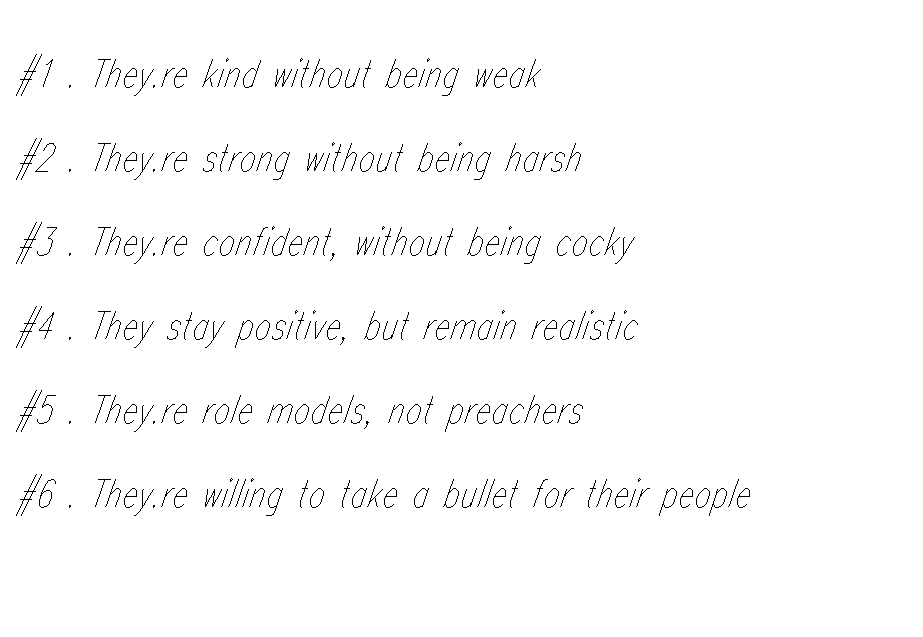 #1 . They.re kind without being weak
#2 . They.re strong without being harsh
#3 . They.re confident, without being cocky
#4 . They stay positive, but remain realistic
#5 . They.re role models, not preachers
#6 . They.re willing to take a bullet for their people